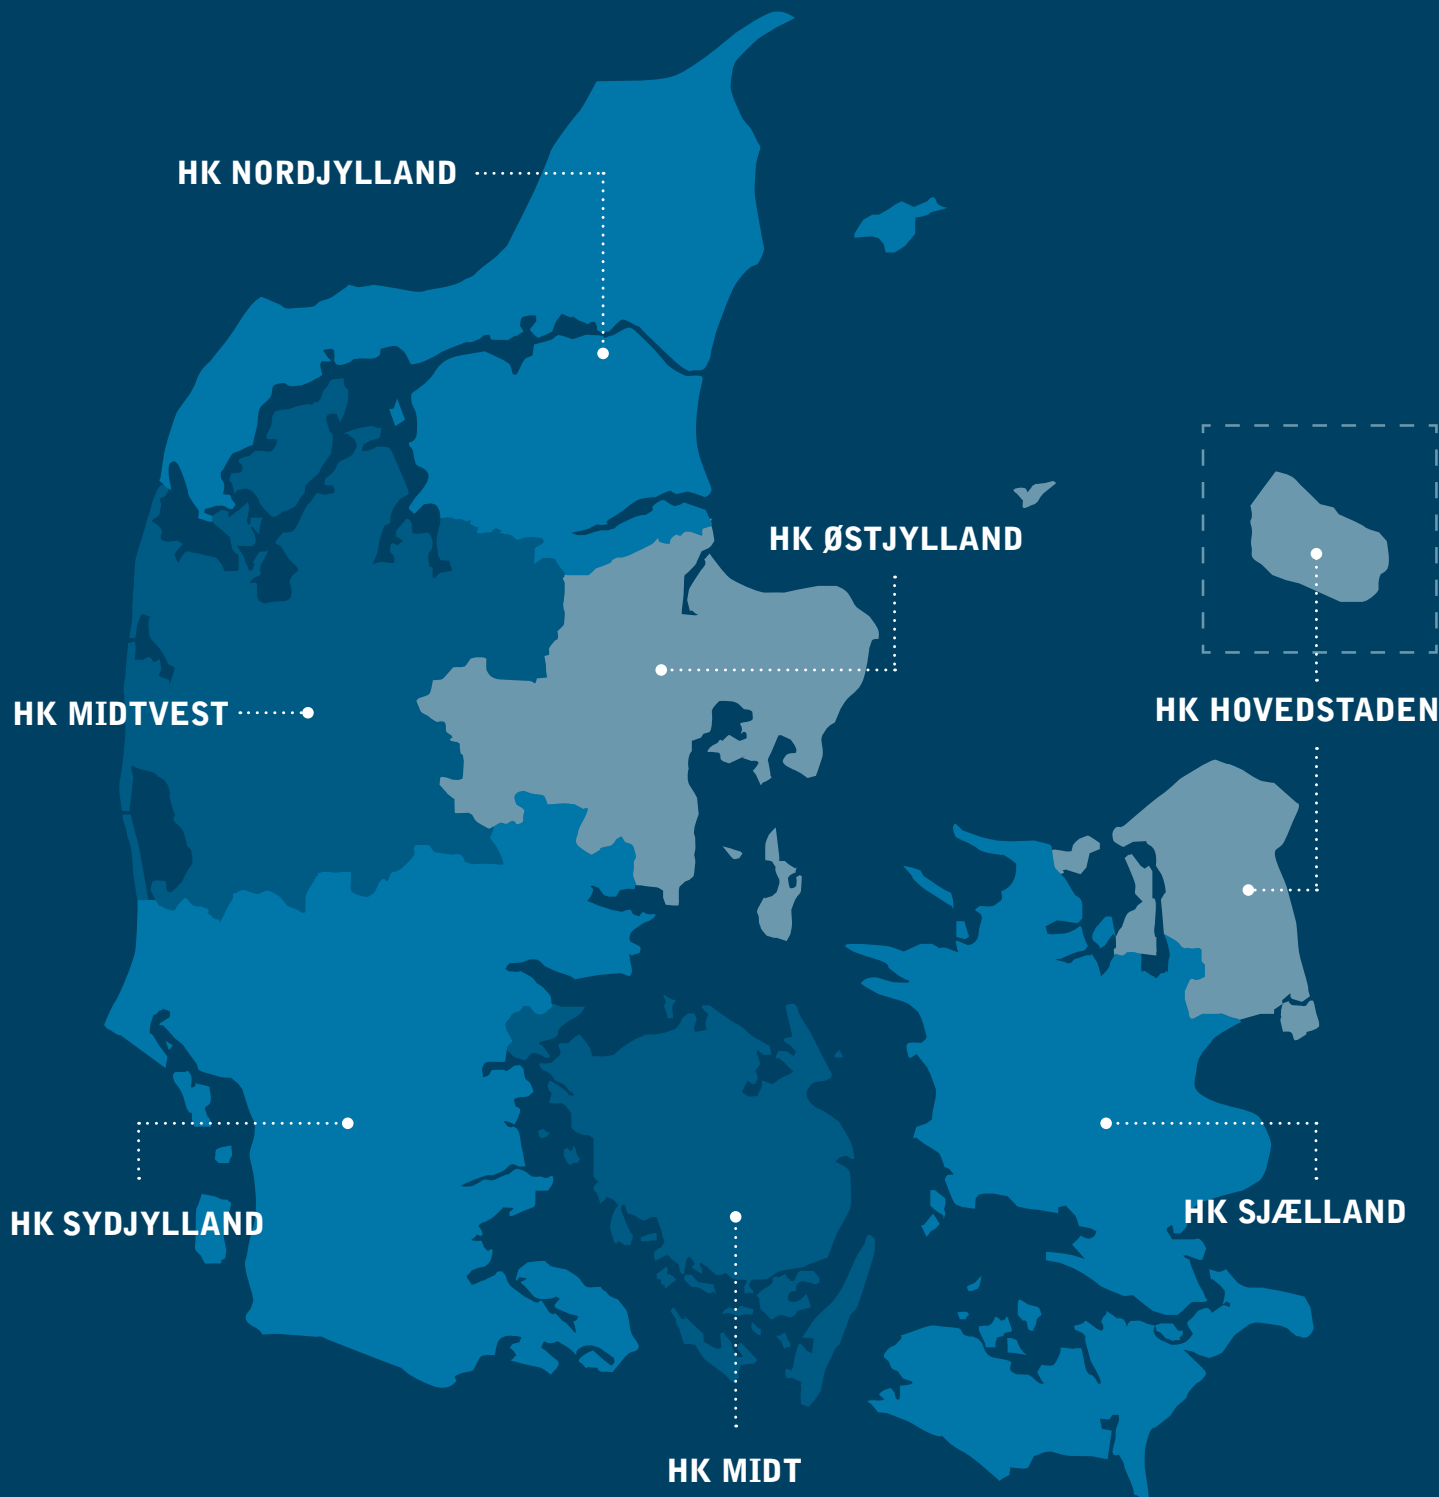 HK NORDJYLLAND
HK ØSTJYLLAND
HK MIDTVEST
HK HOVEDSTADEN
HK SYDJYLLAND
HK SJÆLLAND
HK MIDT